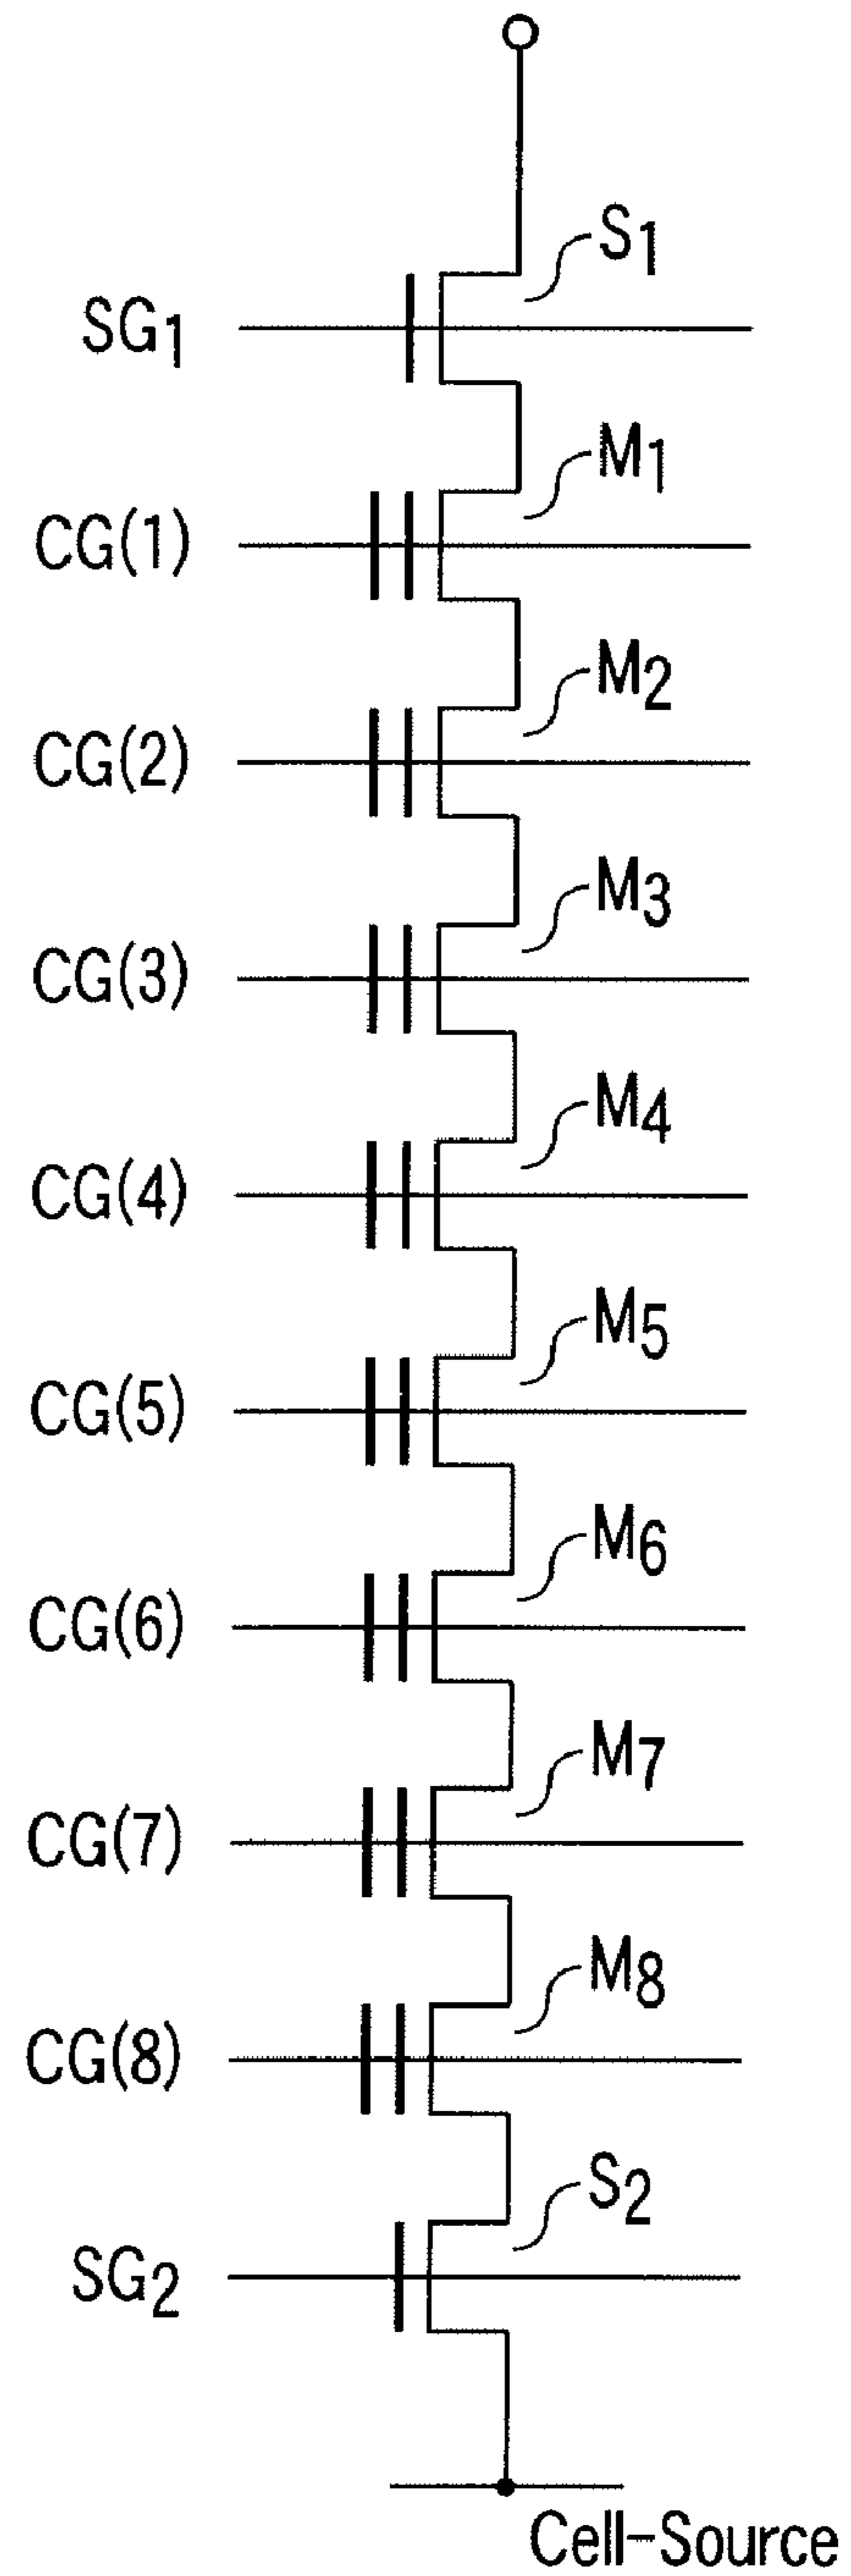 S1
SG1
M1
CG(1)
M2
CG(2)
M3
CG(3)
M4
CG(4)
M5
CG(5)
M6
CG(6)
M7
CG(7)
M8
CG(8)
S2
SG2
Cell-Source